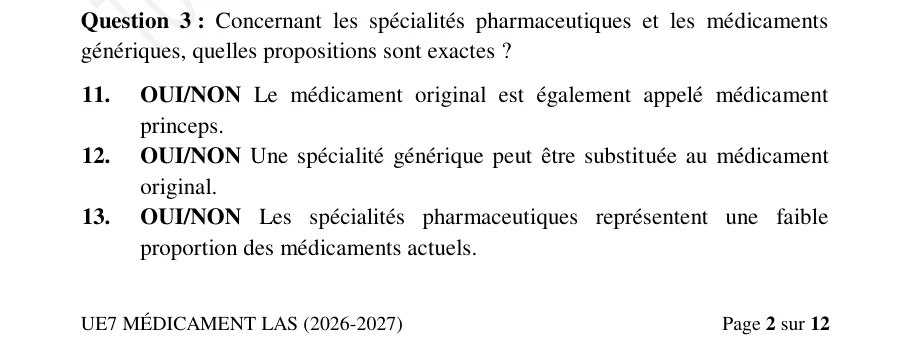 Question 3 : Concernant les spécialités pharmaceutiques et les médicaments
génériques, quelles propositions sont exactes ?
11. OUI/NON Le médicament original est également appelé médicament
princeps.
12. OUI/NON Une spécialité générique peut être substituée au médicament
original.
13. OUI/NON Les spécialités pharmaceutiques représentent une faible
proportion des médicaments actuels.
UE7 MÉDICAMENT LAS (2026-2027) Page 2 sur 12